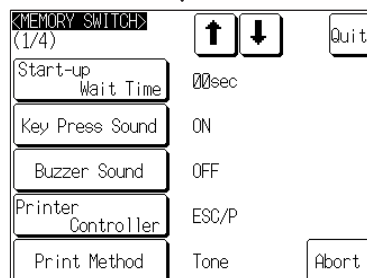 <MEMORY SWITCH>
(1/4)
Quit
Start-up
Wait Time
00sec
Key Press Sound
ON
Buzzer Sound
OFF
Printer
Controller
ESC/P
Print Method
Tone
Abort